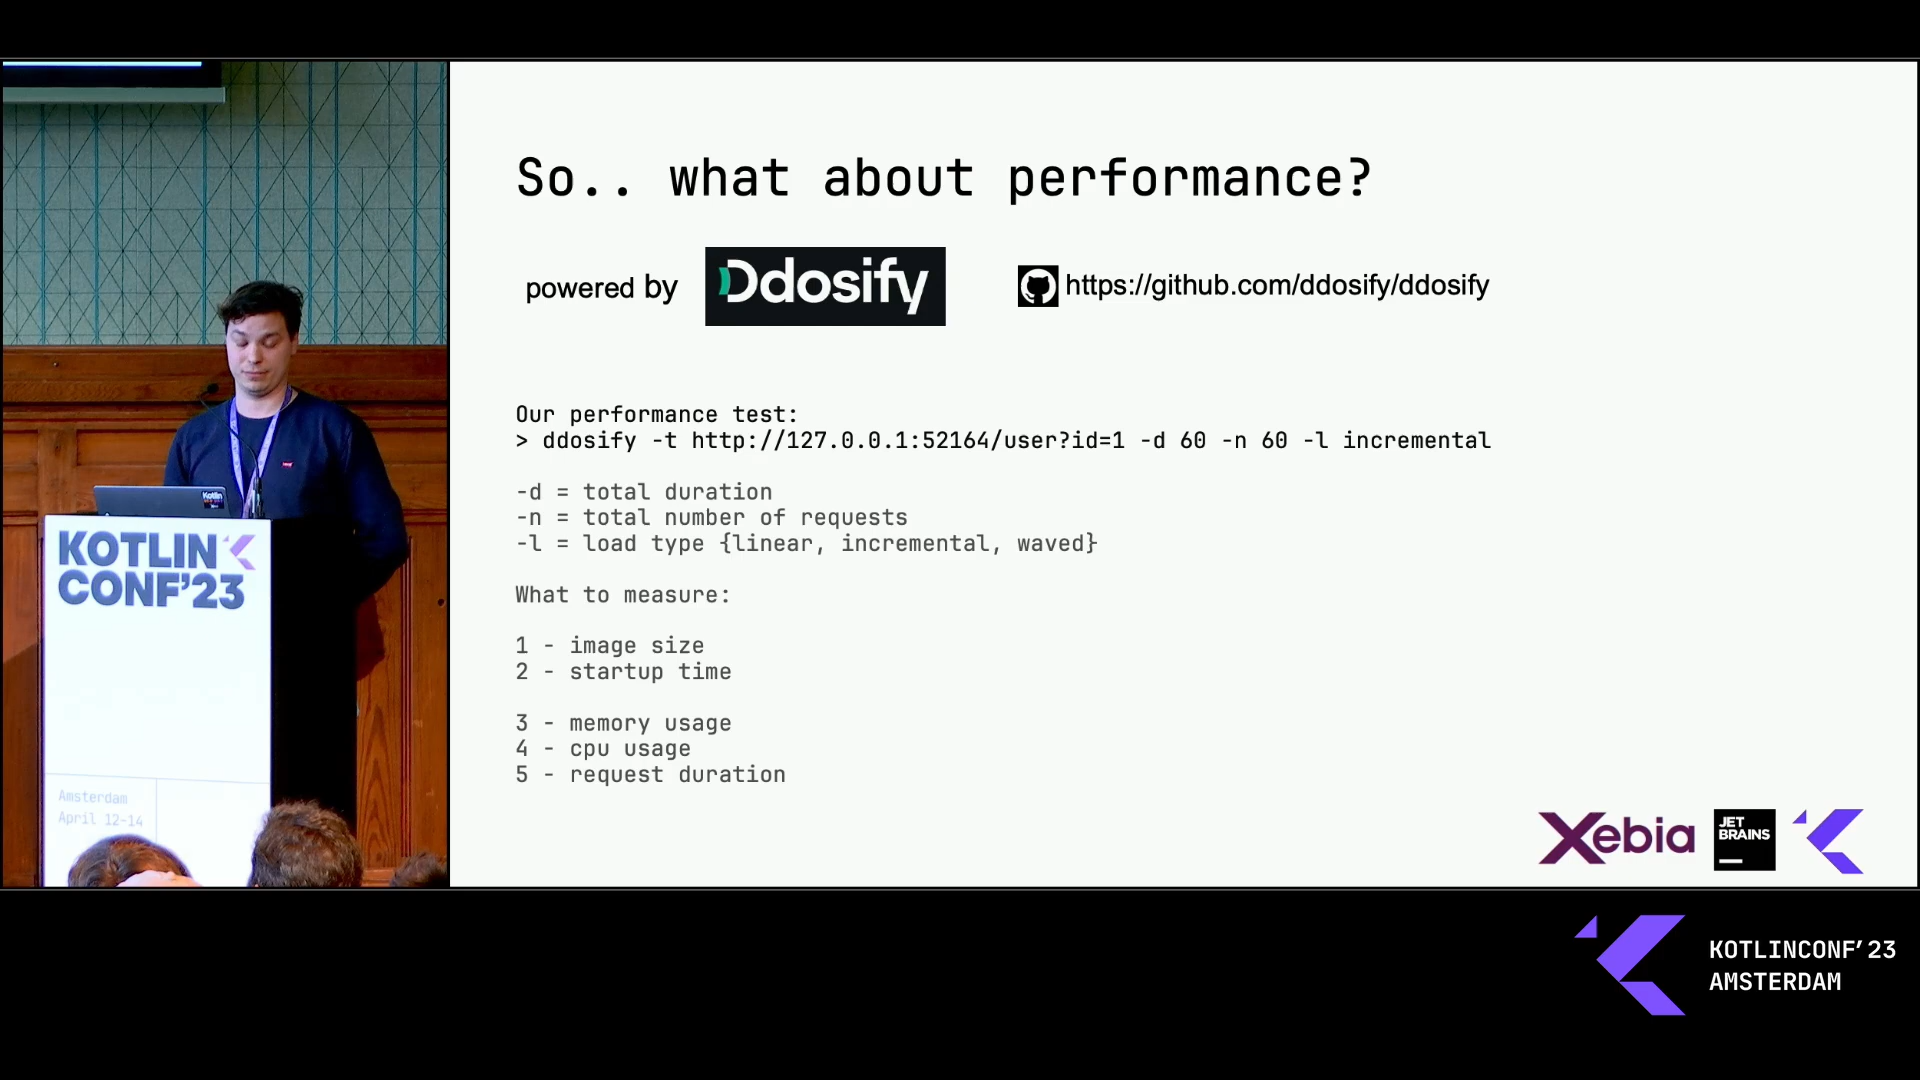 So.. what about performance?
powered by
Ddosify
https://github.com/ddosify/ddosify
Our performance test:
> ddosify -t http://127.0.0.1:52164/user?id=1 -d 60 -n 60 -l incremental
-d = total duration
-n = total number of requests
-l = load type {linear, incremental, waved}
What to measure:
1 - image size
2 - startup time
3 - memory usage
4 - cpu usage
5 - request duration
Xebia
JET
BRAINS
Kotlin
KOTLIN
CONF’23
Amsterdam
April 12-14
KOTLINCONF’23
AMSTERDAM